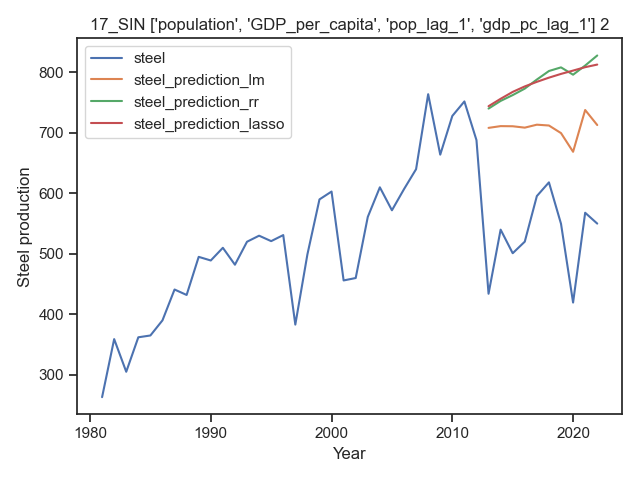 17_SIN ['population', 'GDP_per_capita', 'pop_lag_1', 'gdp_pc_lag_1'] 2
steel
steel_prediction_lm
steel_prediction_rr
steel_prediction_lasso
Steel production
800
700
600
500
400
300
1980
1990
2000
2010
2020
Year